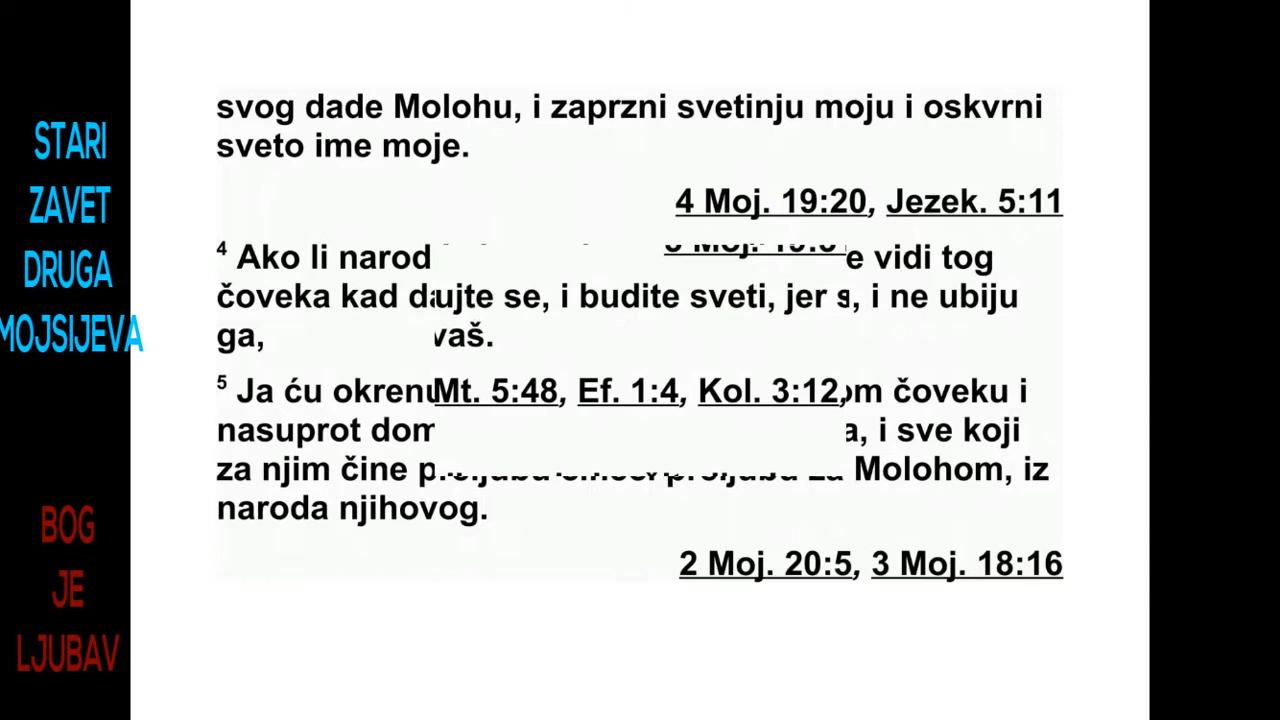 STARI
ZAVET
DRUGA
MOJSIJEVA
BOG
JE
LJUBAV
svog dade Molohu, i zaprzni svetinju moju i oskvrni
sveto ime moje.
4 Moj. 19:20, Jezek. 5:11
4 Ako li narod vidi tog
čoveka kad se, i budite sveti, jer i ne ubiju
ga, vaš.
5 Ja ću Mt. 5:48, Ef. 1:4, Kol. 3:12, čoveku i
nasuprot i sve koji
za njim čine Molohom, iz
naroda njihovog.
2 Moj. 20:5, 3 Moj. 18:16